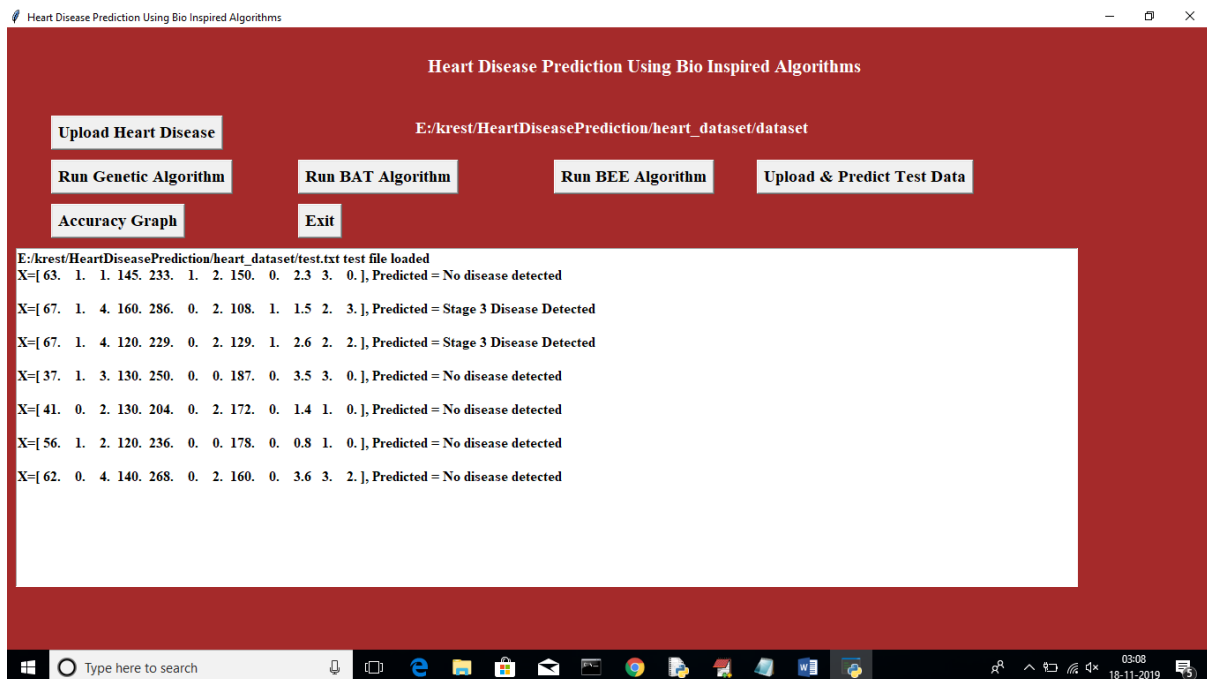 Heart Disease Prediction Using Bio Inspired Algorithms
Heart Disease Prediction Using Bio Inspired Algorithms
Upload Heart Disease
E:/krest/HeartDiseasePrediction/heart_dataset/dataset
Run Genetic Algorithm
Run BAT Algorithm
Run BEE Algorithm
Upload & Predict Test Data
Accuracy Graph
Exit
E:/krest/HeartDiseasePrediction/heart_dataset/test.txt test file loaded
X=[ 63. 1. 1. 145. 233. 1. 2. 150. 0. 2.3 3. 0. ], Predicted = No disease detected
X=[ 67. 1. 4. 160. 286. 0. 2. 108. 1. 1.5 2. 3. ], Predicted = Stage 3 Disease Detected
X=[ 67. 1. 4. 120. 229. 0. 2. 129. 1. 2.6 2. 2. ], Predicted = Stage 3 Disease Detected
X=[ 37. 1. 3. 130. 250. 0. 0. 187. 0. 3.5 3. 0. ], Predicted = No disease detected
X=[ 41. 0. 2. 130. 204. 0. 2. 172. 0. 1.4 1. 0. ], Predicted = No disease detected
X=[ 56. 1. 2. 120. 236. 0. 0. 178. 0. 0.8 1. 0. ], Predicted = No disease detected
X=[ 62. 0. 4. 140. 268. 0. 2. 160. 0. 3.6 3. 2. ], Predicted = No disease detected
Type here to search
03:08
18-11-2019
5